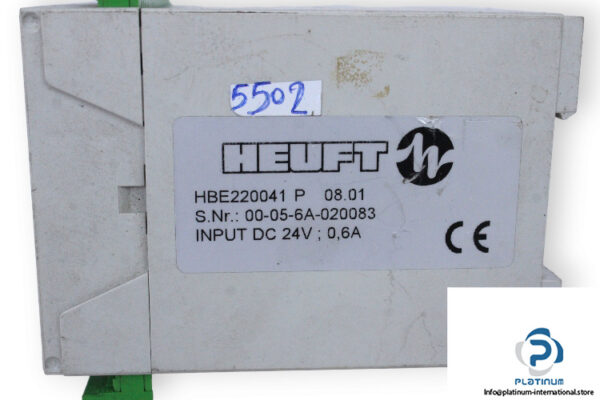 5502
HEUFT
HBE220041 P 08.01
S.Nr.: 00-05-6A-020083
INPUT DC 24V ; 0,6A
CE
PLATINUM
Info@platinum-international.store